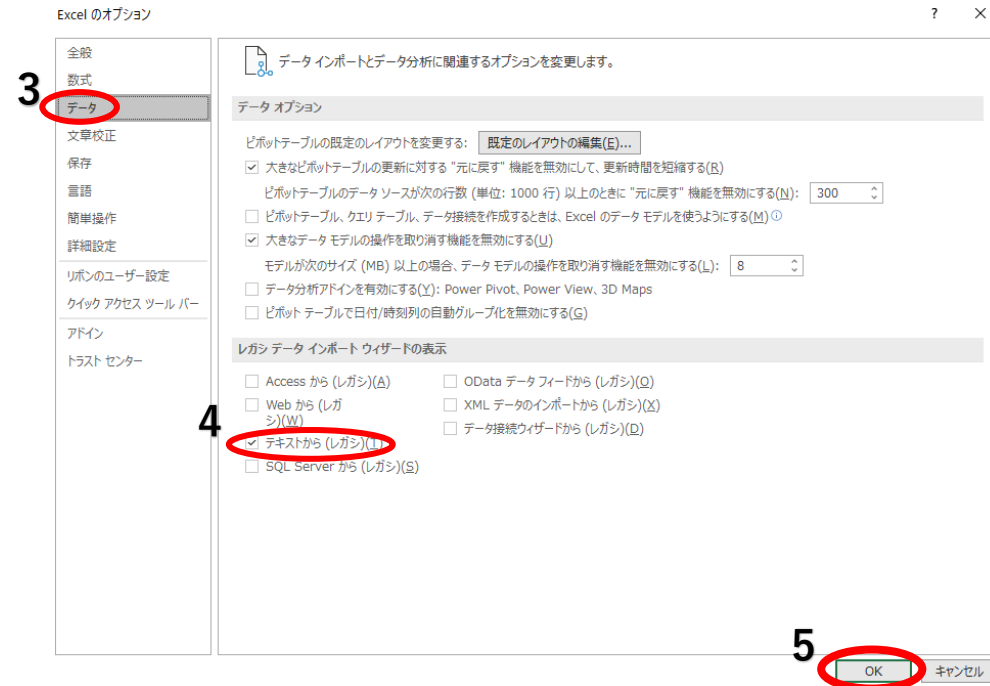 Excel のオプション ? ×
全般
数式
3
データ
文章校正
保存
言語
簡単操作
詳細設定
リボンのユーザー設定
クイック アクセス ツール バー
アドイン
トラスト センター
データ インポートとデータ分析に関連するオプションを変更します。
データ オプション
ピボットテーブルの既定のレイアウトを変更する: 既定のレイアウトの編集(E)...
大きなピボットテーブルの更新に対する "元に戻す" 機能を無効にして、更新時間を短縮する(R)
ピボットテーブルのデータ ソースが次の行数 (単位: 1000 行) 以上のときに "元に戻す" 機能を無効にする(N): 300
ピボットテーブル、クエリ テーブル、データ接続を作成するときは、Excel のデータ モデルを使うようにする(M)
大きなデータ モデルの操作を取り消す機能を無効にする(U)
モデルが次のサイズ (MB) 以上の場合、データ モデルの操作を取り消す機能を無効にする(L): 8
データ分析アドインを有効にする(Y): Power Pivot、Power View、3D Maps
ピボット テーブルで日付/時刻列の自動グループ化を無効にする(G)
レガシ データ インポート ウィザードの表示
Access から (レガシ)(A)
Web から (レガ
シ)(W)
4
テキストから (レガシ)(T)
SQL Server から (レガシ)(S)
OData データ フィードから (レガシ)(O)
XML データのインポートから (レガシ)(X)
データ接続ウィザードから (レガシ)(D)
5
OK キャンセル